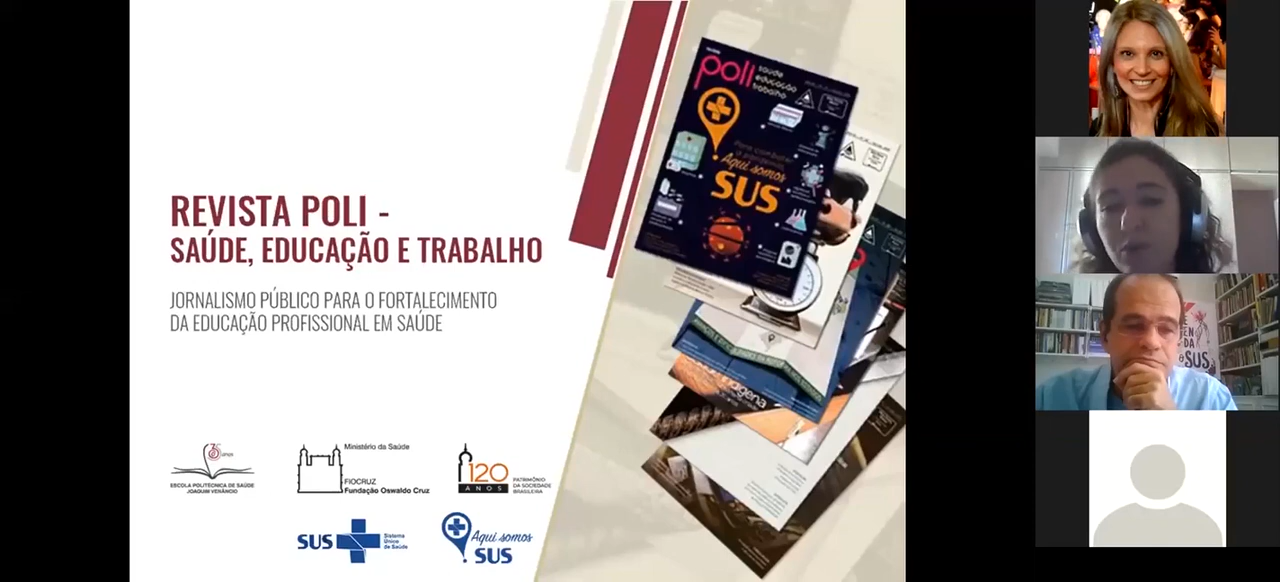 REVISTA POLI -
SAÚDE, EDUCAÇÃO E TRABALHO
JORNALISMO PÚBLICO PARA O FORTALECIMENTO
DA EDUCAÇÃO PROFISSIONAL EM SAÚDE
poli
saúde
educação
trabalho
Aqui somos
SUS
ESCOLA POLITÉCNICA DE SAÚDE
JOAQUIM VENÂNCIO
Ministério da Saúde
FIOCRUZ
Fundação Oswaldo Cruz
120
ANOS
PATRIMÔNIO
DA SOCIEDADE
BRASILEIRA
SUS
Sistema
Único
de Saúde
Aqui somos
SUS
SUS